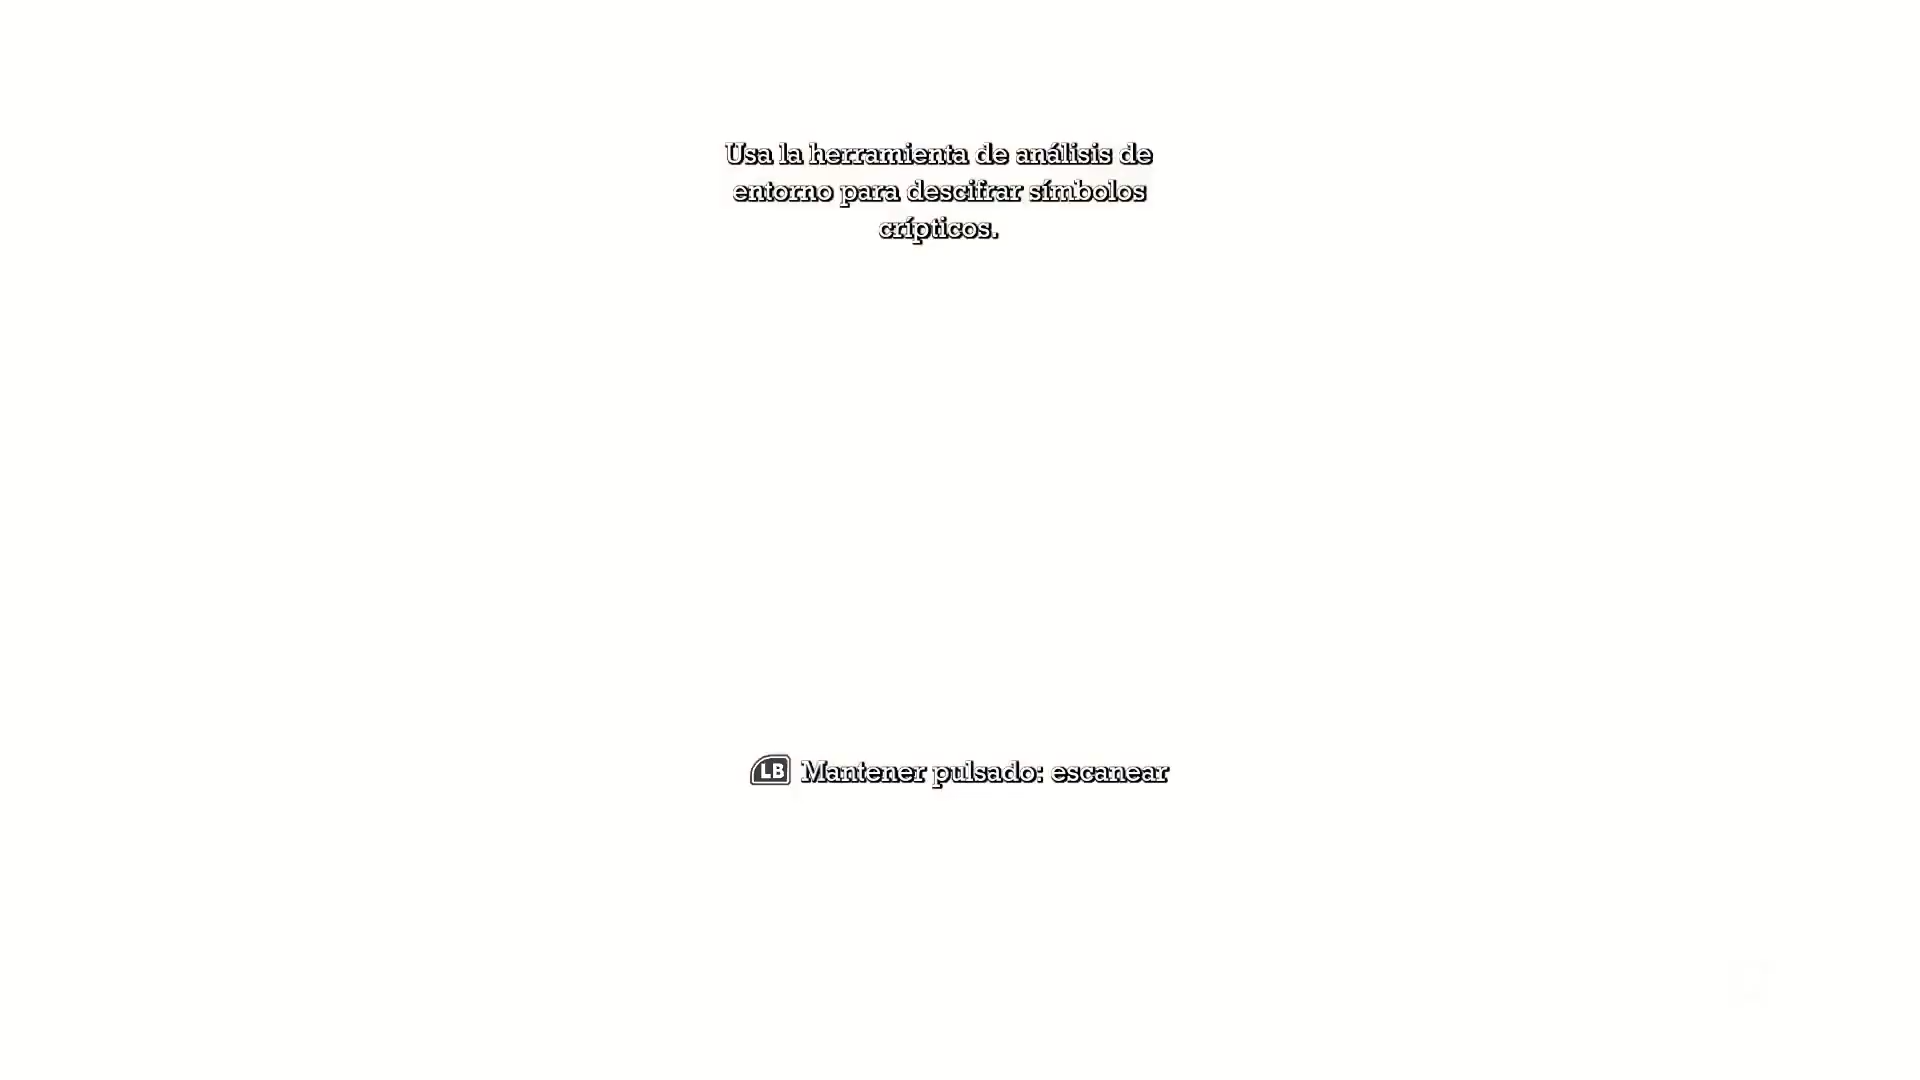 Usa la herramienta de análisis de
entorno para descifrar símbolos
crípticos.
LB Mantener pulsado: escanear